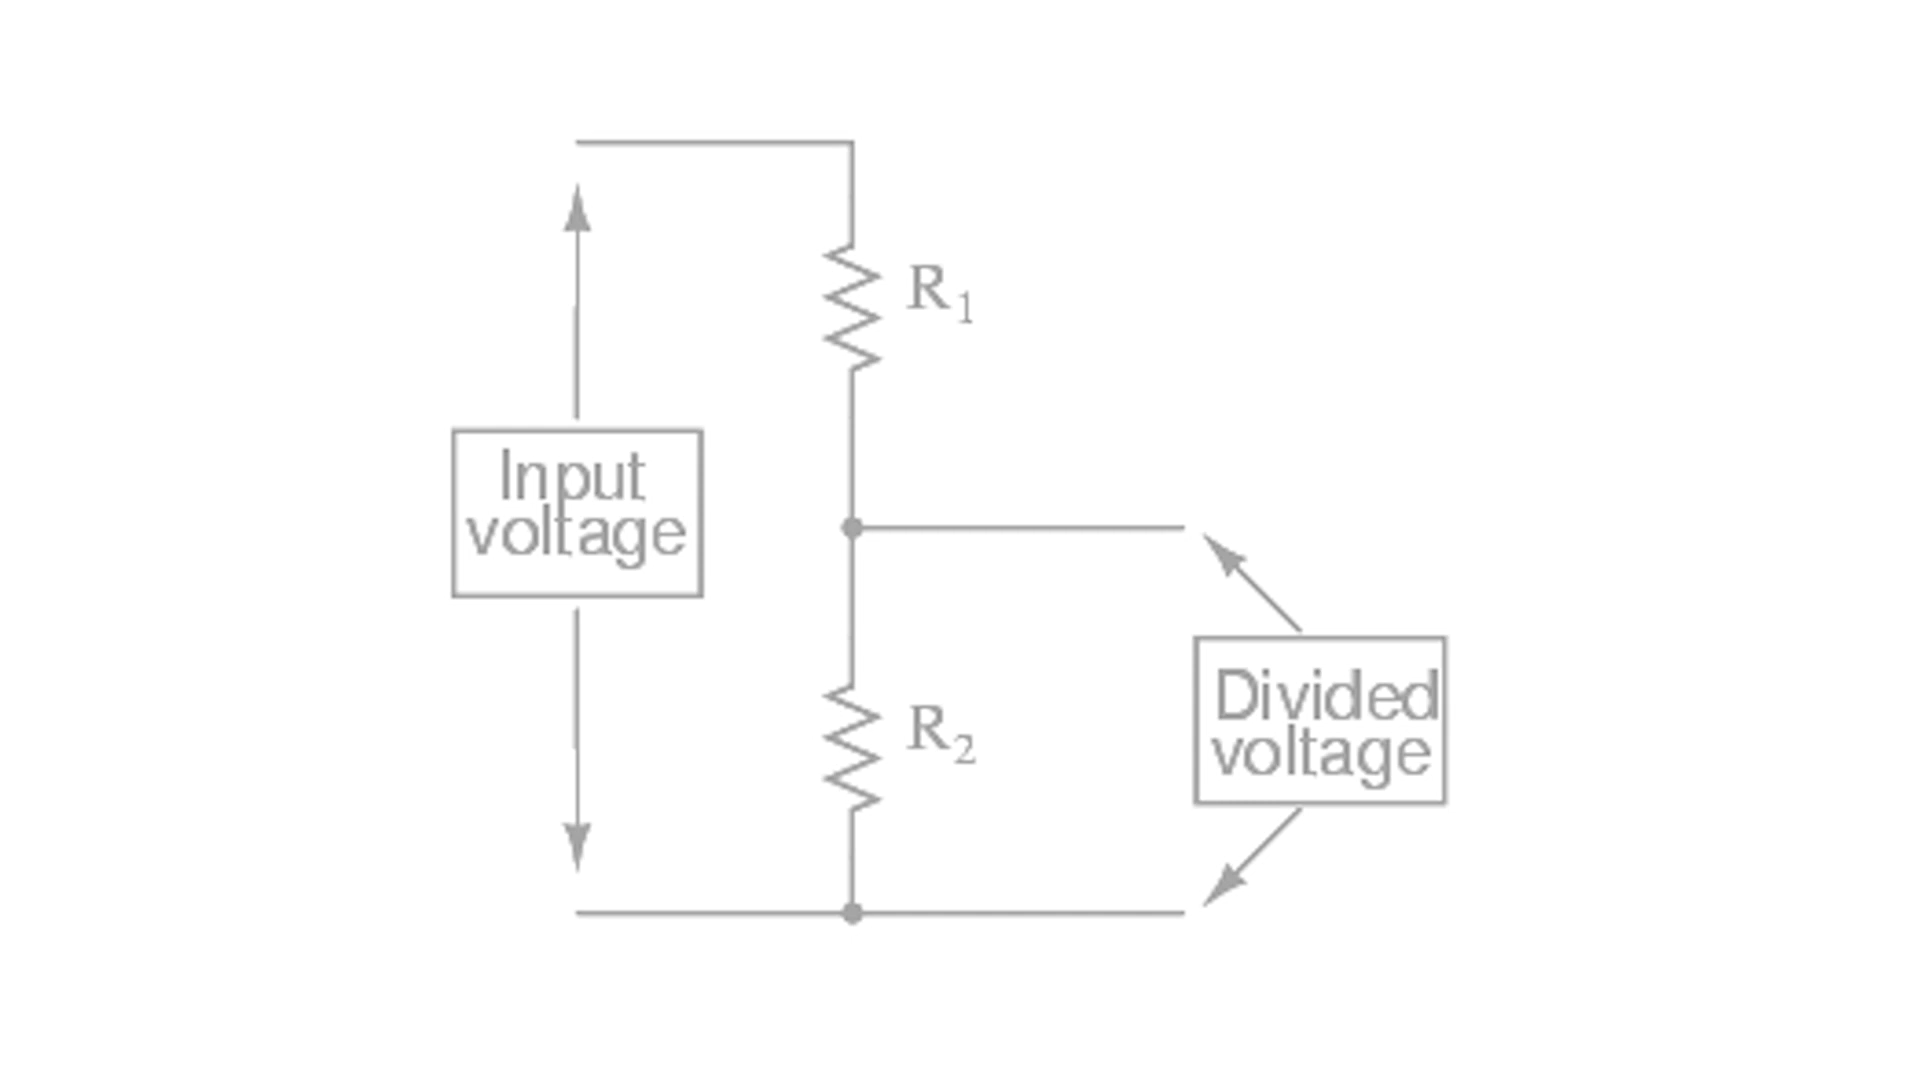 R₁
Input
voltage
R₂
Divided
voltage